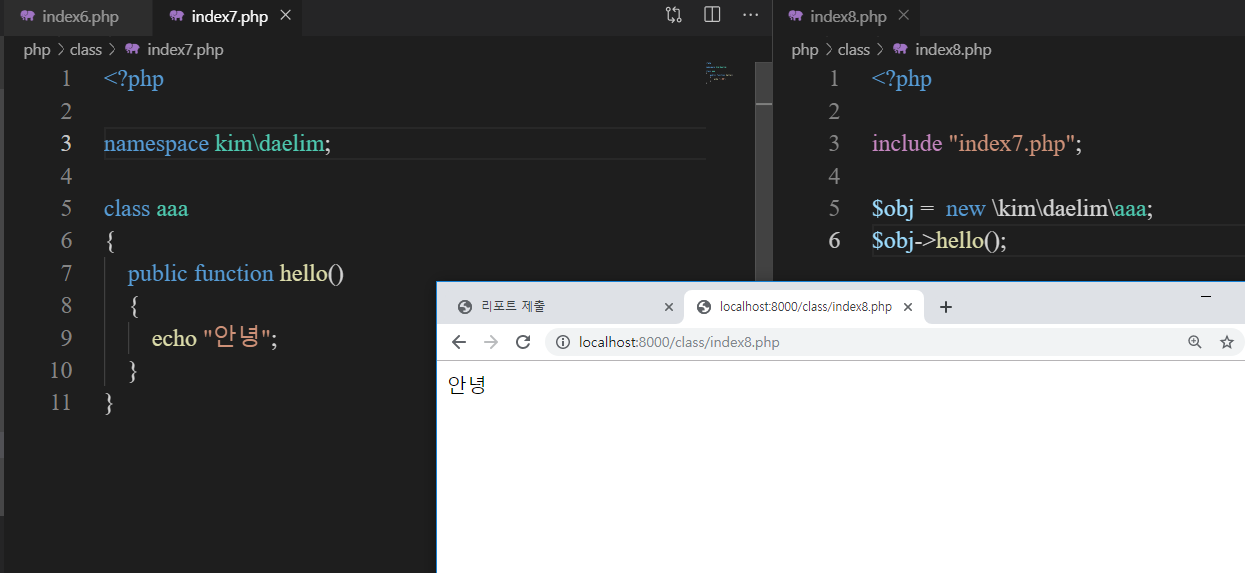 index6.php index7.php
php > class > index7.php
1 <?php
2
3 namespace kim\daelim;
4
5 class aaa
6 {
7 public function hello()
8 {
9 echo "안녕";
10 }
11 }
index8.php
php > class > index8.php
1 <?php
2
3 include "index7.php";
4
5 $obj =  new \kim\daelim\aaa;
6 $obj->hello();
리포트 제출 localhost:8000/class/index8.php
localhost:8000/class/index8.php
안녕